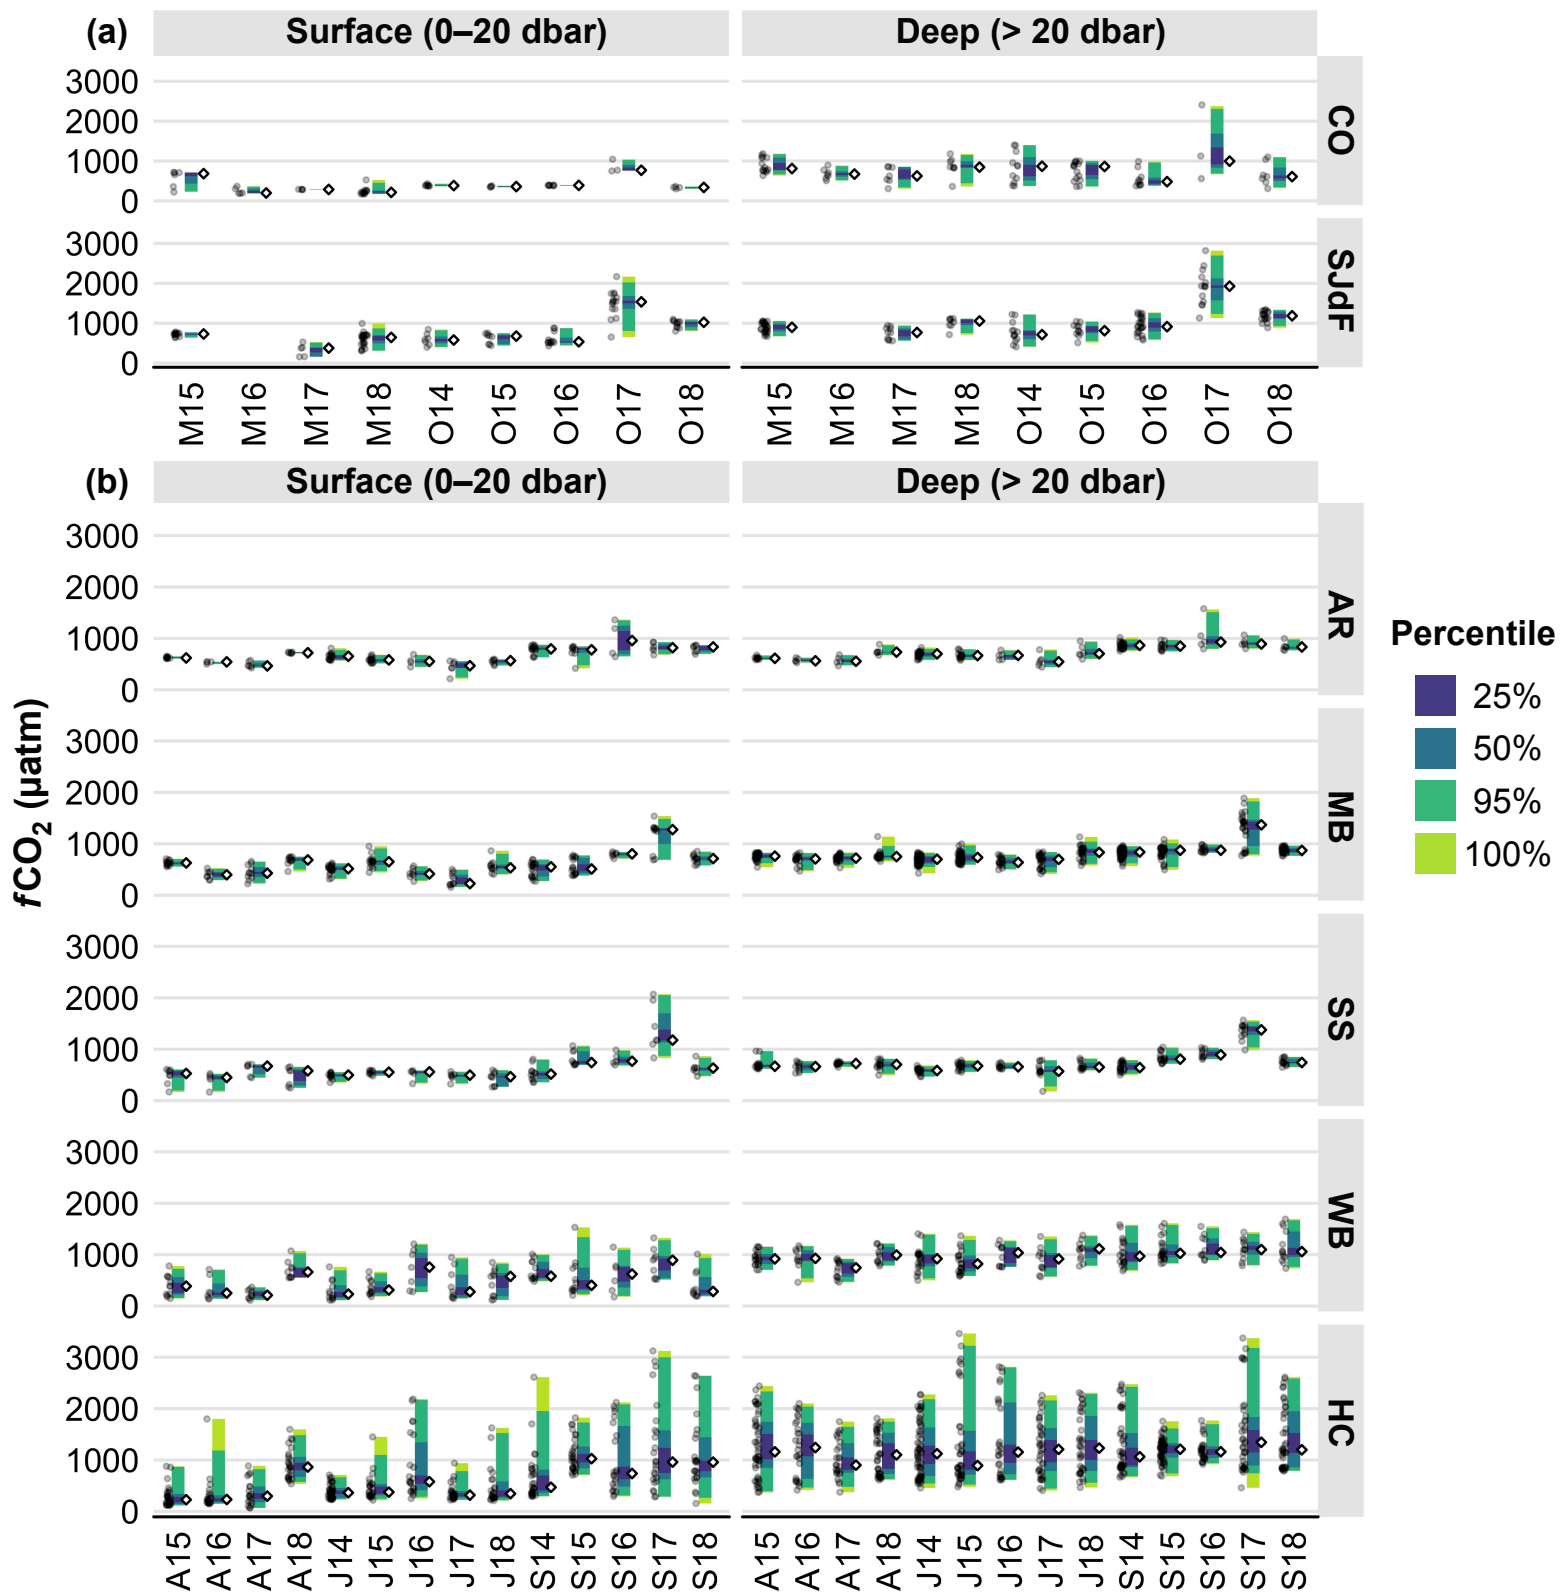 (a) Surface (0–20 dbar) Deep (> 20 dbar)
3000
2000
1000
0
CO
3000
2000
1000
0
SJdF
M15 M16 M17 M18 O14 O15 O16 O17 O18 M15 M16 M17 M18 O14 O15 O16 O17 O18
(b) Surface (0–20 dbar) Deep (> 20 dbar)
3000
2000
1000
0
AR
3000
2000
1000
0
MB
3000
2000
1000
0
SS
3000
2000
1000
0
WB
3000
2000
1000
0
HC
A15 A16 A17 A18 J14 J15 J16 J17 J18 S14 S15 S16 S17 S18 A15 A16 A17 A18 J14 J15 J16 J17 J18 S14 S15 S16 S17 S18
fCO₂ (µatm)
Percentile
25%
50%
95%
100%